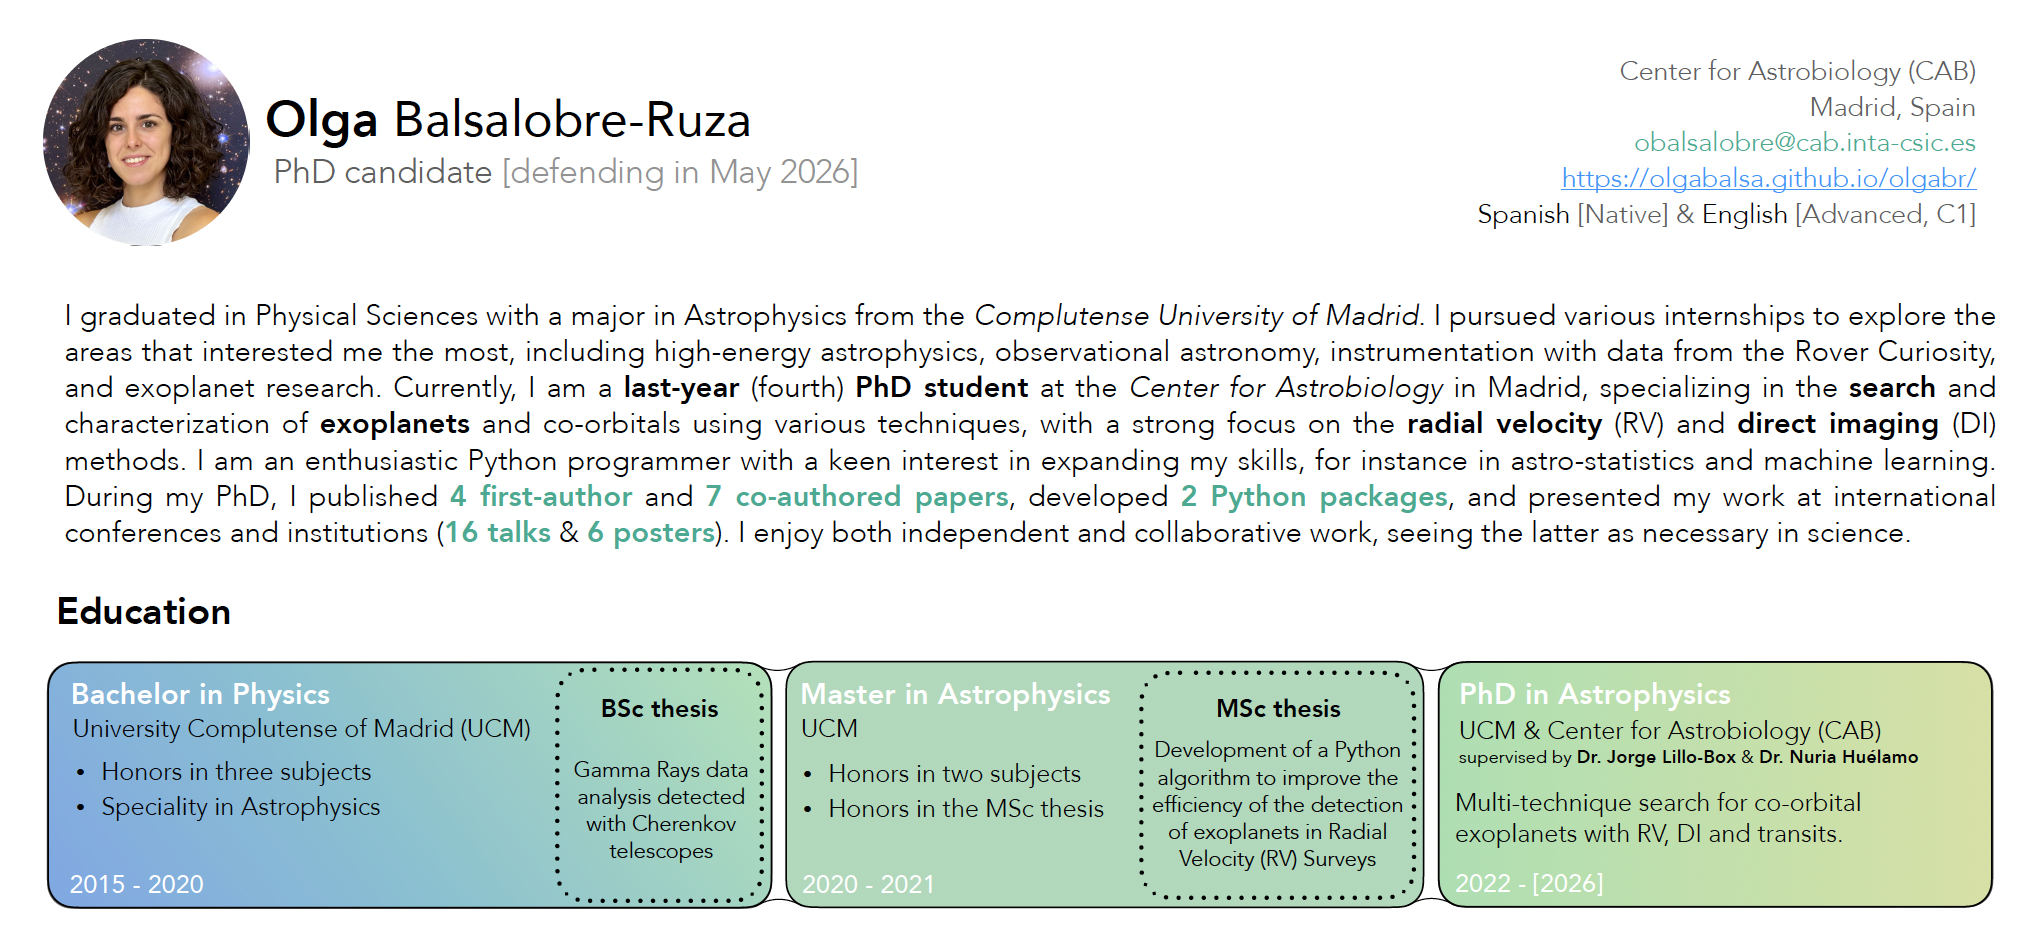 Olga Balsalobre-Ruza
PhD candidate [defending in May 2026]
Center for Astrobiology (CAB)
Madrid, Spain
obalsalobre@cab.inta-csic.es
https://olgabalsa.github.io/olgabr/
Spanish [Native] & English [Advanced, C1]
I graduated in Physical Sciences with a major in Astrophysics from the Complutense University of Madrid. I pursued various internships to explore the
areas that interested me the most, including high-energy astrophysics, observational astronomy, instrumentation with data from the Rover Curiosity,
and exoplanet research. Currently, I am a last-year (fourth) PhD student at the Center for Astrobiology in Madrid, specializing in the search and
characterization of exoplanets and co-orbitals using various techniques, with a strong focus on the radial velocity (RV) and direct imaging (DI)
methods. I am an enthusiastic Python programmer with a keen interest in expanding my skills, for instance in astro-statistics and machine learning.
During my PhD, I published 4 first-author and 7 co-authored papers, developed 2 Python packages, and presented my work at international
conferences and institutions (16 talks & 6 posters). I enjoy both independent and collaborative work, seeing the latter as necessary in science.
Education
Bachelor in Physics
University Complutense of Madrid (UCM)
• Honors in three subjects
• Speciality in Astrophysics
2015 - 2020
BSc thesis
Gamma Rays data
analysis detected
with Cherenkov
telescopes
Master in Astrophysics
UCM
• Honors in two subjects
• Honors in the MSc thesis
2020 - 2021
MSc thesis
Development of a Python
algorithm to improve the
efficiency of the detection
of exoplanets in Radial
Velocity (RV) Surveys
PhD in Astrophysics
UCM & Center for Astrobiology (CAB)
supervised by Dr. Jorge Lillo-Box & Dr. Nuria Huélamo
Multi-technique search for co-orbital
exoplanets with RV, DI and transits.
2022 - [2026]